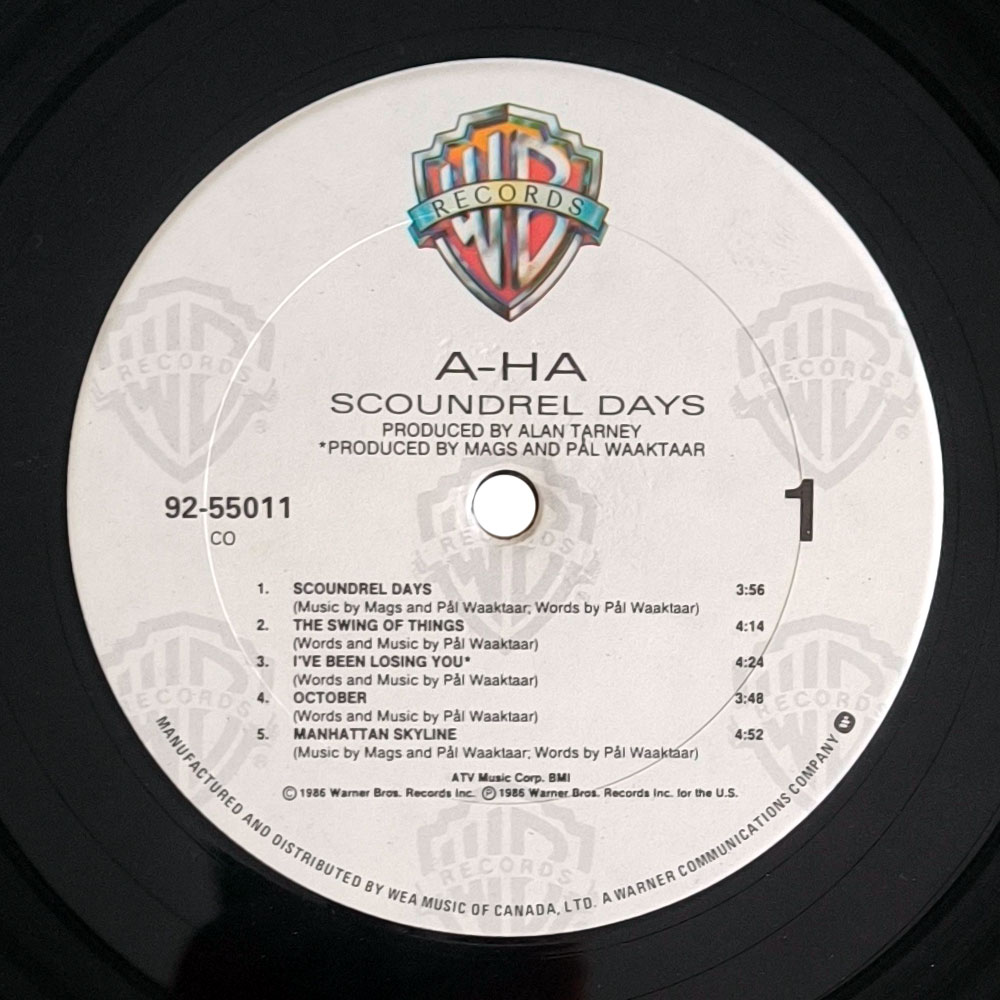 WB
RECORDS
A-HA
SCOUNDREL DAYS
PRODUCED BY ALAN TARNEY
*PRODUCED BY MAGS AND PÅL WAAKTAAR
92-55011
CO
1
1. SCOUNDREL DAYS 3:56
(Music by Mags and Pål Waaktaar; Words by Pål Waaktaar)
2. THE SWING OF THINGS 4:14
(Words and Music by Pål Waaktaar)
3. I'VE BEEN LOSING YOU* 4:24
(Words and Music by Pål Waaktaar)
4. OCTOBER 3:48
(Words and Music by Pål Waaktaar)
5. MANHATTAN SKYLINE 4:52
(Music by Mags and Pål Waaktaar; Words by Pål Waaktaar)
ATV Music Corp. BMI
© 1986 Warner Bros. Records Inc. ℗ 1986 Warner Bros. Records Inc. for the U.S.
MANUFACTURED AND DISTRIBUTED BY WEA MUSIC OF CANADA, LTD. A WARNER COMMUNICATIONS COMPANY